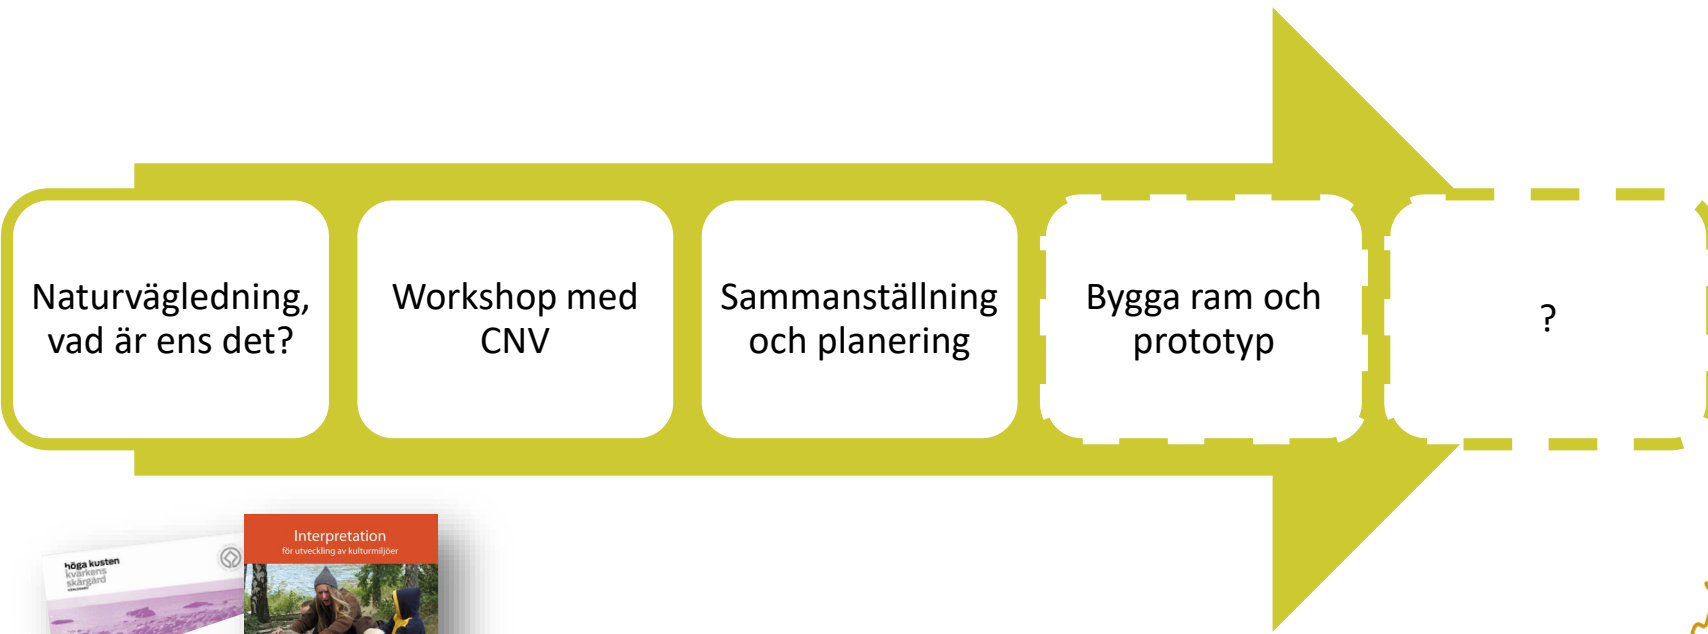 Naturvägledning,
vad är ens det?
Workshop med
CNV
Sammanställning
och planering
Bygga ram och
prototyp
?
höga kusten
kvarkens
skärgård
Interpretation
för utveckling av kulturmiljöer